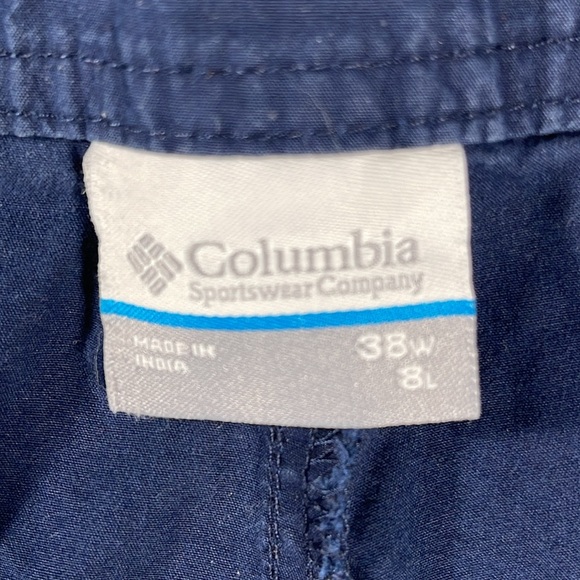 Columbia
Sportswear Company
MADE IN
INDIA
38W
8L